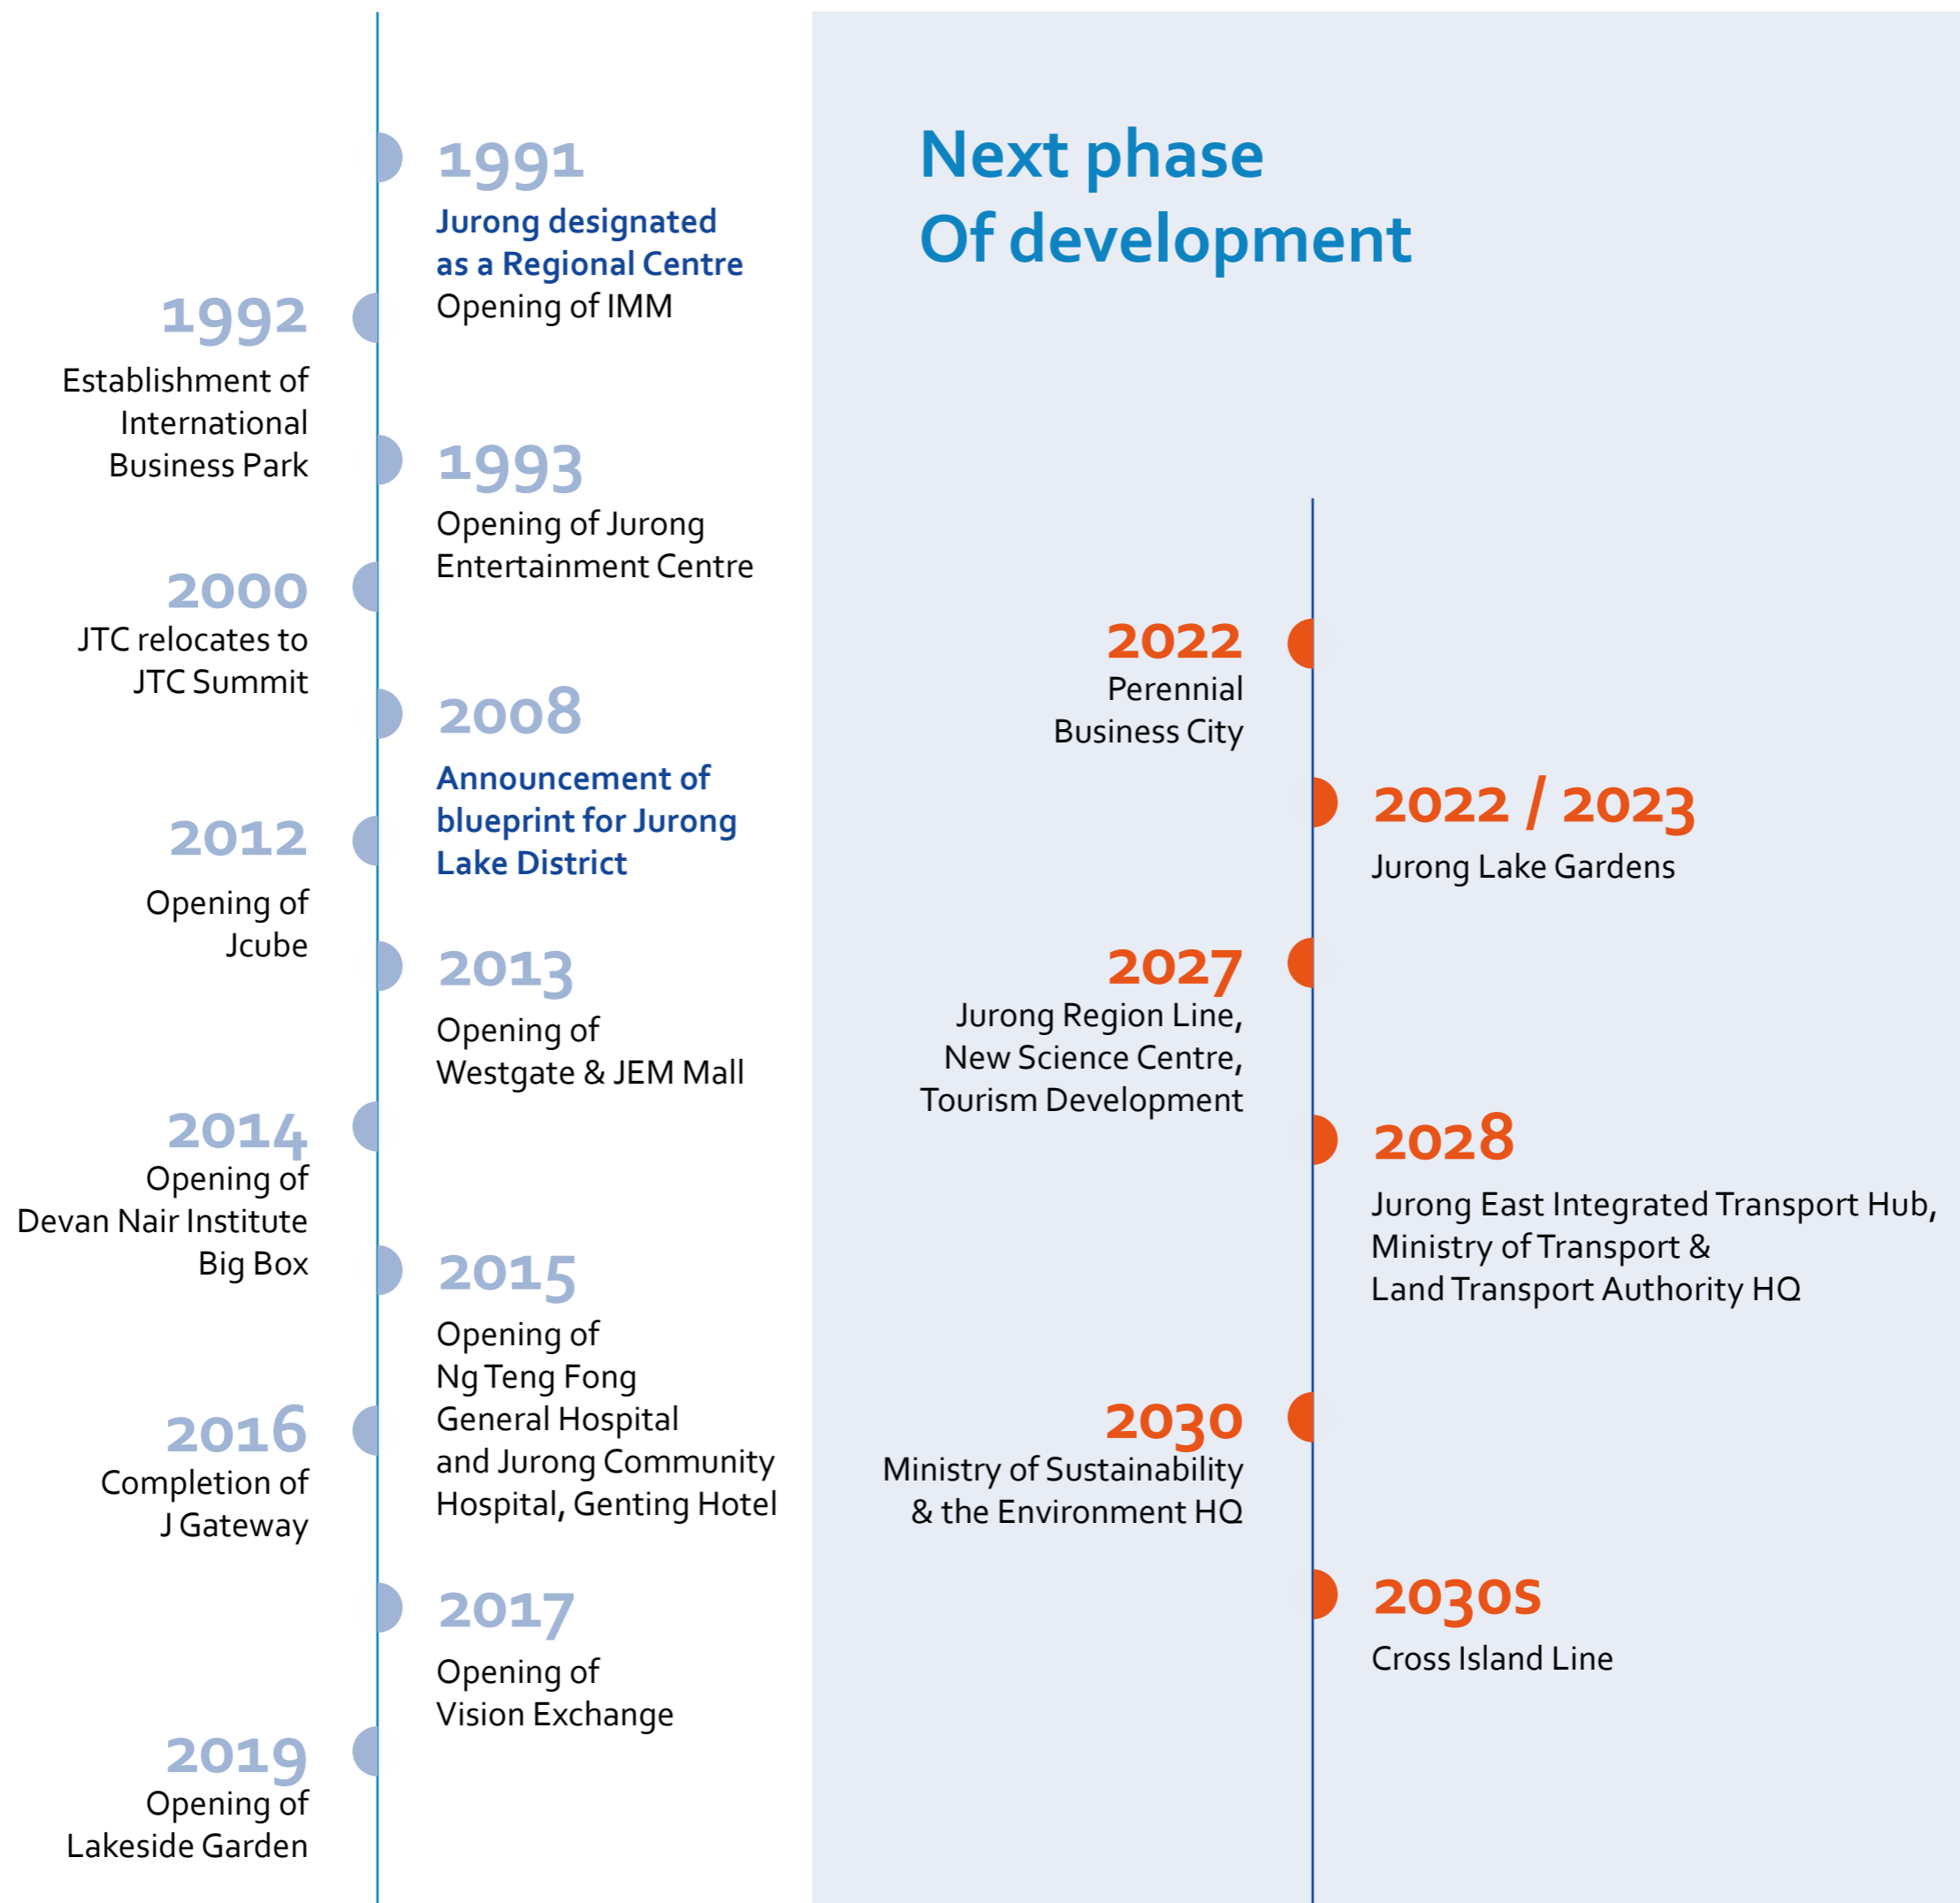 1991
Jurong designated
as a Regional Centre
Opening of IMM
1992
Establishment of
International
Business Park
1993
Opening of Jurong
Entertainment Centre
2000
JTC relocates to
JTC Summit
2008
Announcement of
blueprint for Jurong
Lake District
2012
Opening of
Jcube
2013
Opening of
Westgate & JEM Mall
2014
Opening of
Devan Nair Institute
Big Box
2015
Opening of
Ng Teng Fong
General Hospital
and Jurong Community
Hospital, Genting Hotel
2016
Completion of
J Gateway
2017
Opening of
Vision Exchange
2019
Opening of
Lakeside Garden
Next phase
Of development
2022
Perennial
Business City
2022 / 2023
Jurong Lake Gardens
2027
Jurong Region Line,
New Science Centre,
Tourism Development
2028
Jurong East Integrated Transport Hub,
Ministry of Transport &
Land Transport Authority HQ
2030
Ministry of Sustainability
& the Environment HQ
2030s
Cross Island Line